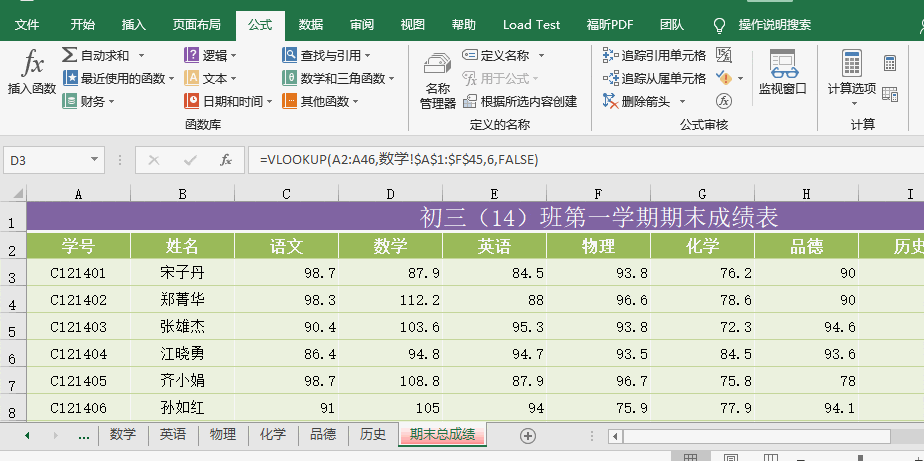 文件 开始 插入 页面布局 公式 数据 审阅 视图 帮助 Load Test 福昕PDF 团队 操作说明搜索
fx 插入函数
自动求和 逻辑 查找与引用
最近使用的函数 文本 数学和三角函数
财务 日期和时间 其他函数
函数库
名称管理器
定义名称
用于公式
根据所选内容创建
定义的名称
追踪引用单元格
追踪从属单元格
删除箭头
公式审核
监视窗口
计算选项
计算
D3 fx =VLOOKUP(A2:A46,数学!$A$1:$F$45,6,FALSE)
A B C D E F G H I
1 初三（14）班第一学期期末成绩表
2 学号 姓名 语文 数学 英语 物理 化学 品德 历史
3 C121401 宋子丹 98.7 87.9 84.5 93.8 76.2 90
4 C121402 郑菁华 98.3 112.2 88 96.6 78.6 90
5 C121403 张雄杰 90.4 103.6 95.3 93.8 72.3 94.6
6 C121404 江晓勇 86.4 94.8 94.7 93.5 84.5 93.6
7 C121405 齐小娟 98.7 108.8 87.9 96.7 75.8 78
8 C121406 孙如红 91 105 94 75.9 77.9 94.1
... 数学 英语 物理 化学 品德 历史 期末总成绩